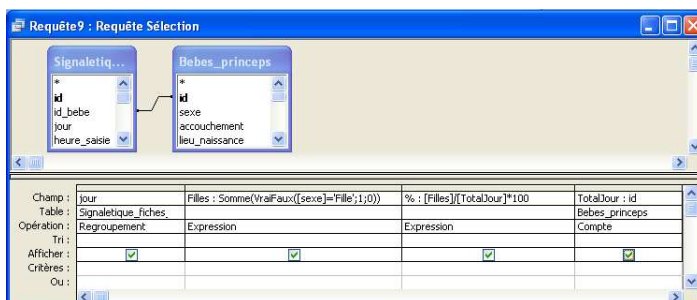 Requête9 : Requête Sélection
Signaletiq...
*
id
id_bebe
jour
heure_saisie
Bebes_princeps
*
id
sexe
accouchement
lieu_naissance
Champ : jour Filles : Somme(VraiFaux([sexe]='Fille';1;0)) % : [Filles]/[TotalJour]*100 TotalJour : id
Table : Signaletique_fiches_ Bebes_princeps
Opération : Regroupement Expression Expression Compte
Tri :
Afficher :
Critères :
Ou :